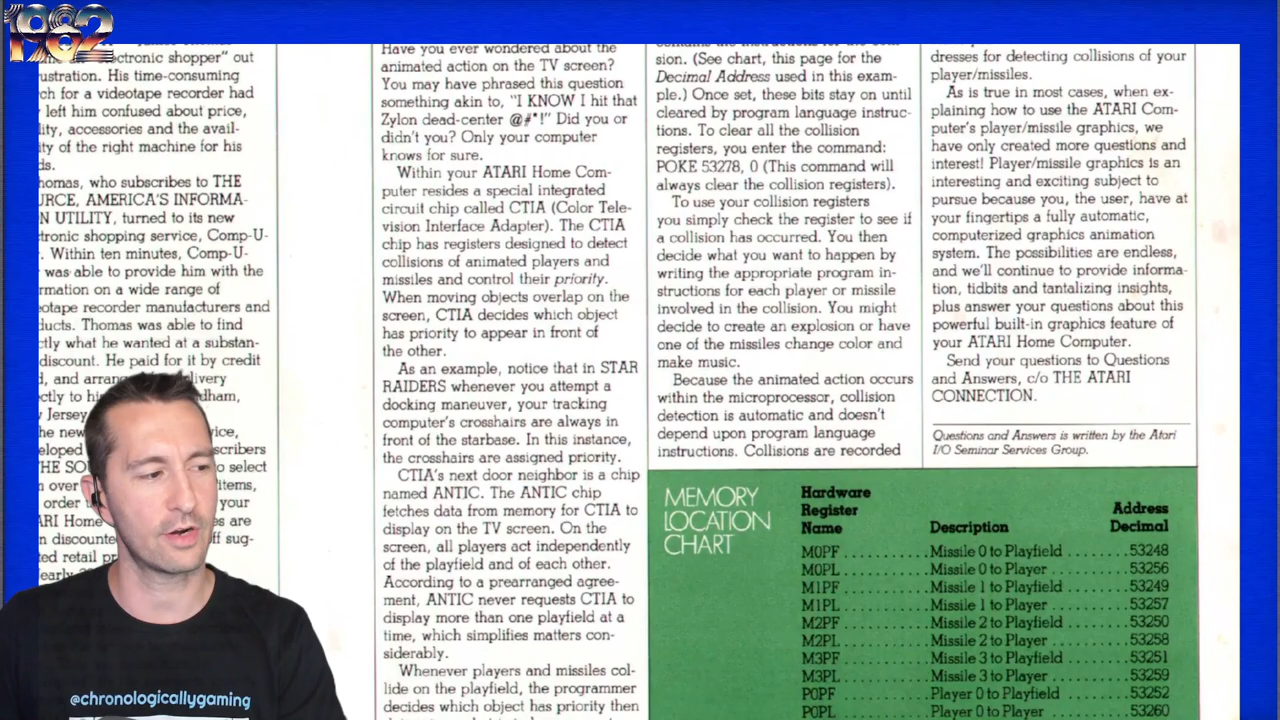 1982
ectronic shopper" out
ustration. His time-consuming
ch for a videotape recorder had
left him confused about price,
lity, accessories and the avail-
ity of the right machine for his
ds.
homas, who subscribes to THE
URCE, AMERICA'S INFORMA-
N UTILITY, turned to its new
tronic shopping service, Comp-U-
. Within ten minutes, Comp-U-
was able to provide him with the
rmation on a wide range of
eotape recorder manufacturers and
ducts. Thomas was able to find
ctly what he wanted at a substan-
discount. He paid for it by credit
d, and arran delivery
ectly to hi dham,
Jersey
he new vice,
eloped scribers
THE SO to select
over items,
order your
ARI Home es are
n discounte ff sug-
ted retail pr
early
Have you ever wondered about the
animated action on the TV screen?
You may have phrased this question
something akin to, "I KNOW I hit that
Zylon dead-center @#*!" Did you or
didn't you? Only your computer
knows for sure.
Within your ATARI Home Com-
puter resides a special integrated
circuit chip called CTIA (Color Tele-
vision Interface Adapter). The CTIA
chip has registers designed to detect
collisions of animated players and
missiles and control their priority.
When moving objects overlap on the
screen, CTIA decides which object
has priority to appear in front of
the other.
As an example, notice that in STAR
RAIDERS whenever you attempt a
docking maneuver, your tracking
computer's crosshairs are always in
front of the starbase. In this instance,
the crosshairs are assigned priority.
CTIA's next door neighbor is a chip
named ANTIC. The ANTIC chip
fetches data from memory for CTIA to
display on the TV screen. On the
screen, all players act independently
of the playfield and of each other.
According to a prearranged agree-
ment, ANTIC never requests CTIA to
display more than one playfield at a
time, which simplifies matters con-
siderably.
Whenever players and missiles col-
lide on the playfield, the programmer
decides which object has priority then
contains the instructions for the colli-
sion. (See chart, this page for the
Decimal Address used in this exam-
ple.) Once set, these bits stay on until
cleared by program language instruc-
tions. To clear all the collision
registers, you enter the command:
POKE 53278, 0 (This command will
always clear the collision registers).
To use your collision registers
you simply check the register to see if
a collision has occurred. You then
decide what you want to happen by
writing the appropriate program in-
structions for each player or missile
involved in the collision. You might
decide to create an explosion or have
one of the missiles change color and
make music.
Because the animated action occurs
within the microprocessor, collision
detection is automatic and doesn't
depend upon program language
instructions. Collisions are recorded
dresses for detecting collisions of your
player/missiles.
As is true in most cases, when ex-
plaining how to use the ATARI Com-
puter's player/missile graphics, we
have only created more questions and
interest! Player/missile graphics is an
interesting and exciting subject to
pursue because you, the user, have at
your fingertips a fully automatic,
computerized graphics animation
system. The possibilities are endless,
and we'll continue to provide informa-
tion, tidbits and tantalizing insights,
plus answer your questions about this
powerful built-in graphics feature of
your ATARI Home Computer.
Send your questions to Questions
and Answers, c/o THE ATARI
CONNECTION.
Questions and Answers is written by the Atari
I/O Seminar Services Group.
MEMORY
LOCATION
CHART
Hardware
Register
Name Description Address
Decimal
M0PF . . . . . . . . . . . . Missile 0 to Playfield . . . . . . . . 53248
M0PL . . . . . . . . . . . . Missile 0 to Player . . . . . . . . . . 53256
M1PF . . . . . . . . . . . . Missile 1 to Playfield . . . . . . . . 53249
M1PL . . . . . . . . . . . . Missile 1 to Player . . . . . . . . . . 53257
M2PF . . . . . . . . . . . . Missile 2 to Playfield . . . . . . . . 53250
M2PL . . . . . . . . . . . . Missile 2 to Player . . . . . . . . . . 53258
M3PF . . . . . . . . . . . . Missile 3 to Playfield . . . . . . . . 53251
M3PL . . . . . . . . . . . . Missile 3 to Player . . . . . . . . . . 53259
P0PF . . . . . . . . . . . . Player 0 to Playfield . . . . . . . . 53252
P0PL . . . . . . . . . . . . Player 0 to Player . . . . . . . . . . 53260
@chronologicallygaming